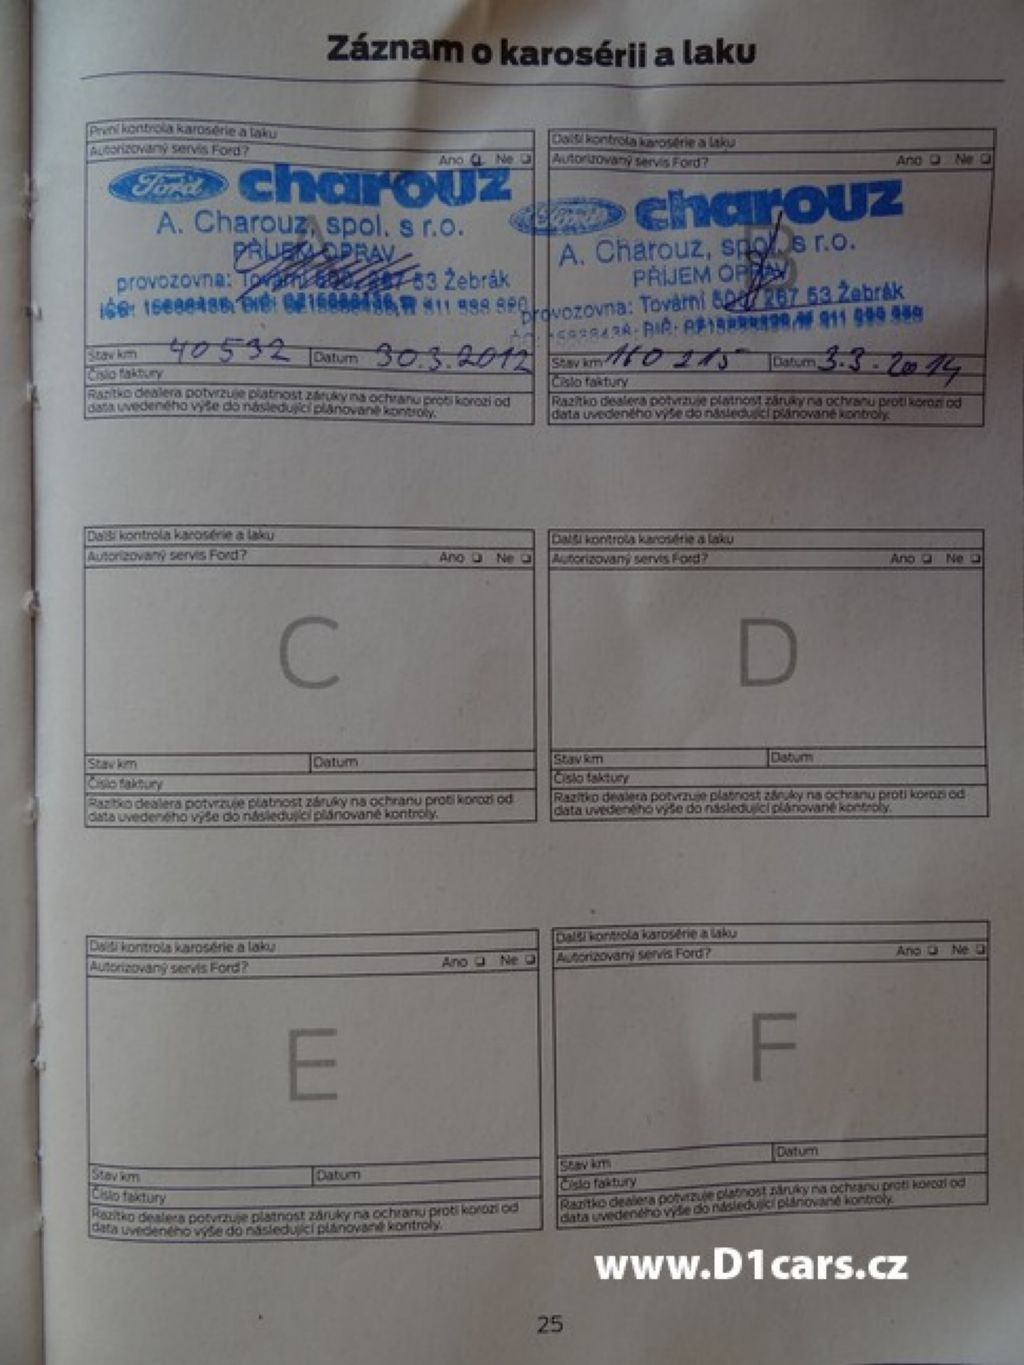 Záznam o karosérii a laku
První kontrola karosérie a laku
Autorizovaný servis Ford?
Ano Ne
Ford charouz
A. Charouz, spol. s r.o.
PŘÍJEM OPRAV
provozovna: Tovární 500, 267 53 Žebrák
Stav km 40532 Datum 30.3.2012
Číslo faktury
Razítko dealera potvrzuje platnost záruky na ochranu proti korozi od
data uvedeného výše do následující plánované kontroly.
Další kontrola karosérie a laku
Autorizovaný servis Ford?
Ano Ne
Ford charouz
B
A. Charouz, spol. s r.o.
PŘÍJEM OPRAV
provozovna: Tovární 500, 267 53 Žebrák
Stav km 160 215 Datum 3.3.2014
Číslo faktury
Razítko dealera potvrzuje platnost záruky na ochranu proti korozi od
data uvedeného výše do následující plánované kontroly.
Další kontrola karosérie a laku
Autorizovaný servis Ford?
Ano Ne
C
Stav km Datum
Číslo faktury
Razítko dealera potvrzuje platnost záruky na ochranu proti korozi od
data uvedeného výše do následující plánované kontroly.
Další kontrola karosérie a laku
Autorizovaný servis Ford?
Ano Ne
D
Stav km Datum
Číslo faktury
Razítko dealera potvrzuje platnost záruky na ochranu proti korozi od
data uvedeného výše do následující plánované kontroly.
Další kontrola karosérie a laku
Autorizovaný servis Ford?
Ano Ne
E
Stav km Datum
Číslo faktury
Razítko dealera potvrzuje platnost záruky na ochranu proti korozi od
data uvedeného výše do následující plánované kontroly.
Další kontrola karosérie a laku
Autorizovaný servis Ford?
Ano Ne
F
Stav km Datum
Číslo faktury
Razítko dealera potvrzuje platnost záruky na ochranu proti korozi od
data uvedeného výše do následující plánované kontroly.
www.D1cars.cz
25